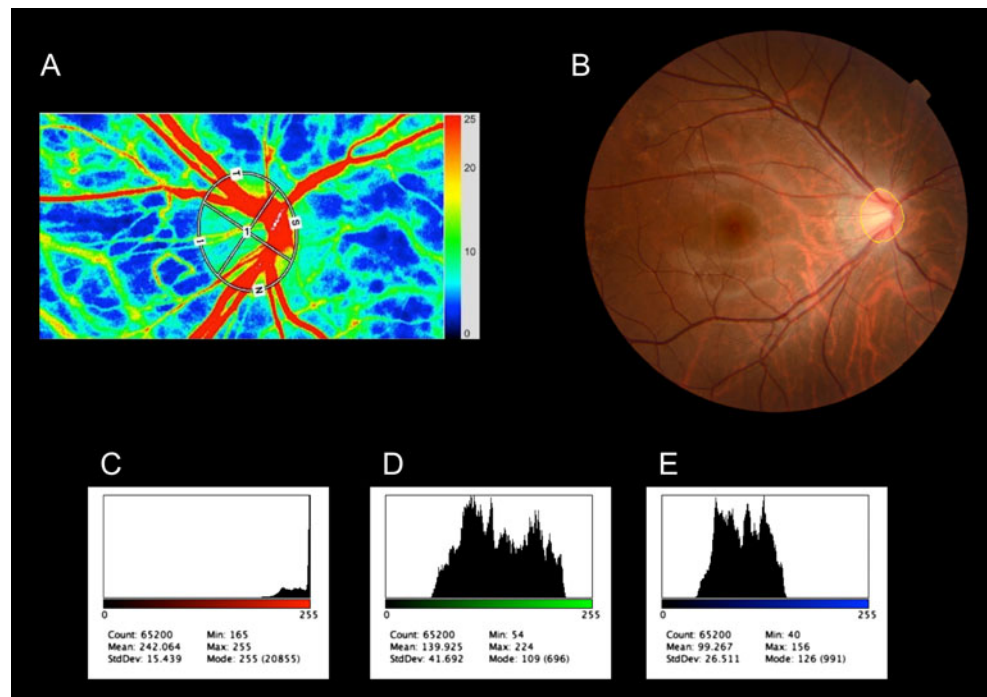 A
B
25
20
10
0
T
S
I
N
1
C
D
E
0 255
Count: 65200 Min: 165
Mean: 242.064 Max: 255
StdDev: 15.439 Mode: 255 (20855)
0 255
Count: 65200 Min: 54
Mean: 139.925 Max: 224
StdDev: 41.692 Mode: 109 (696)
0 255
Count: 65200 Min: 40
Mean: 99.267 Max: 156
StdDev: 26.511 Mode: 126 (991)